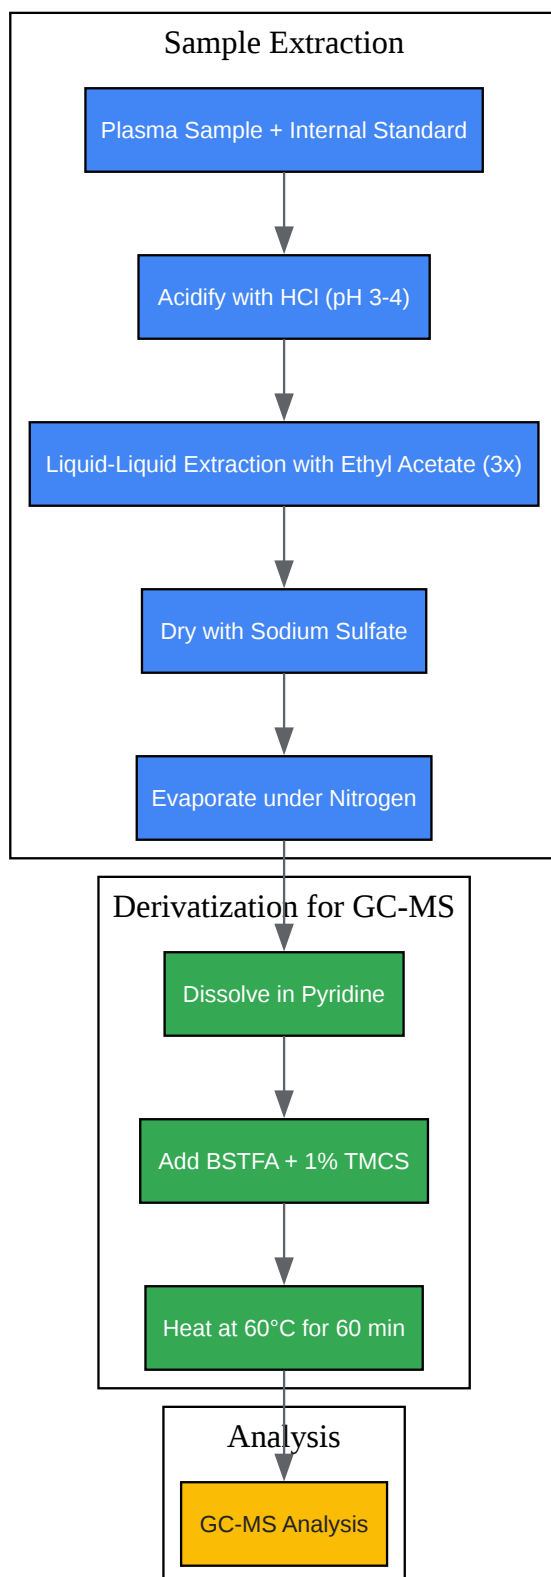 Sample Extraction
Plasma Sample + Internal Standard
Acidify with HCl (pH 3-4)
Liquid-Liquid Extraction with Ethyl Acetate (3x)
Dry with Sodium Sulfate
Evaporate under Nitrogen
Derivatization for GC-MS
Dissolve in Pyridine
Add BSTFA + 1% TMCS
Heat at 60°C for 60 min
Analysis
GC-MS Analysis